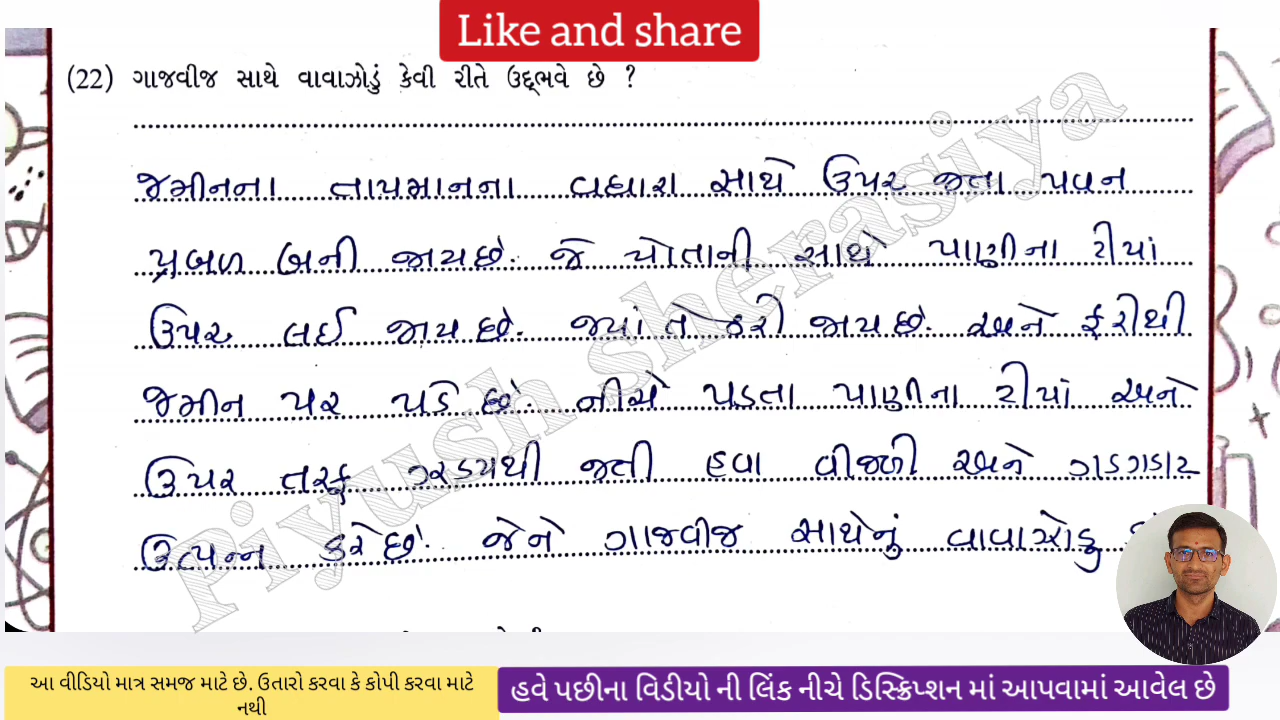 Like and share
(22) ગાજવીજ સાથે વાવાઝોડું કેવી રીતે ઉદ્ભવે છે ?
જમીનના તાપમાનના વધારા સાથે ઉપર જતા પવન
પ્રબળ બની જાય છે. જે પોતાની સાથે પાણીના ટીપાં
ઉપર લઈ જાય છે. જ્યાં તે ઠરી જાય છે. અને ફરીથી
જમીન પર પડે છે. નીચે પડતા પાણીના ટીપાં અને
ઉપર તરફ ઝડપથી જતી હવા વીજળી અને ગડગડાટ
ઉત્પન્ન કરે છે. જેને ગાજવીજ સાથેનું વાવાઝોડુ
Piyush sherasiya
આ વીડિયો માત્ર સમજ માટે છે. ઉતારો કરવા કે કોપી કરવા માટે
નથી
હવે પછીના વિડીયો ની લિંક નીચે ડિસ્ક્રિપ્શન માં આપવામાં આવેલ છે